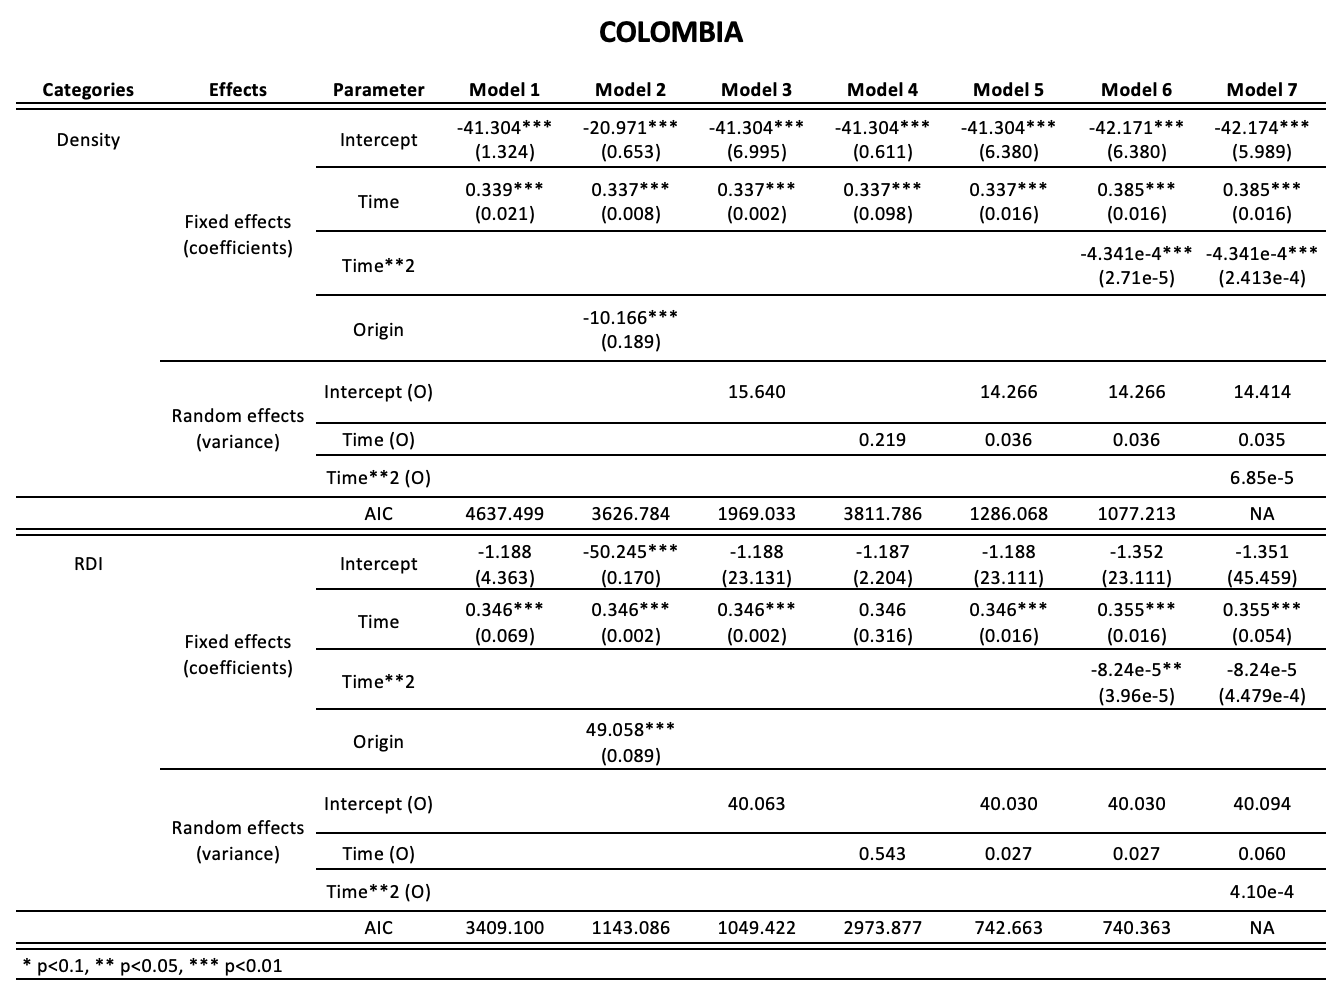 COLOMBIA
Categories Effects Parameter Model 1 Model 2 Model 3 Model 4 Model 5 Model 6 Model 7
Density Fixed effects (coefficients) Intercept -41.304*** -20.971*** -41.304*** -41.304*** -41.304*** -42.171*** -42.174***
(1.324) (0.653) (6.995) (0.611) (6.380) (6.380) (5.989)
Time 0.339*** 0.337*** 0.337*** 0.337*** 0.337*** 0.385*** 0.385***
(0.021) (0.008) (0.002) (0.098) (0.016) (0.016) (0.016)
Time**2 -4.341e-4*** -4.341e-4***
(2.71e-5) (2.413e-4)
Origin -10.166***
(0.189)
Random effects (variance) Intercept (O) 15.640 14.266 14.266 14.414
Time (O) 0.219 0.036 0.036 0.035
Time**2 (O) 6.85e-5
AIC 4637.499 3626.784 1969.033 3811.786 1286.068 1077.213 NA
RDI Fixed effects (coefficients) Intercept -1.188 -50.245*** -1.188 -1.187 -1.188 -1.352 -1.351
(4.363) (0.170) (23.131) (2.204) (23.111) (23.111) (45.459)
Time 0.346*** 0.346*** 0.346*** 0.346 0.346*** 0.355*** 0.355***
(0.069) (0.002) (0.002) (0.316) (0.016) (0.016) (0.054)
Time**2 -8.24e-5** -8.24e-5
(3.96e-5) (4.479e-4)
Origin 49.058***
(0.089)
Random effects (variance) Intercept (O) 40.063 40.030 40.030 40.094
Time (O) 0.543 0.027 0.027 0.060
Time**2 (O) 4.10e-4
AIC 3409.100 1143.086 1049.422 2973.877 742.663 740.363 NA
* p<0.1, ** p<0.05, *** p<0.01